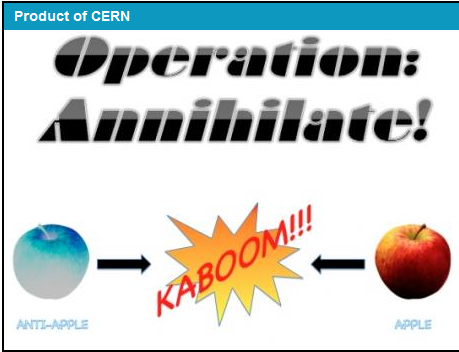 Product of CERN
Operation:
Annihilate!
KABOOM!!!
ANTI-APPLE
APPLE